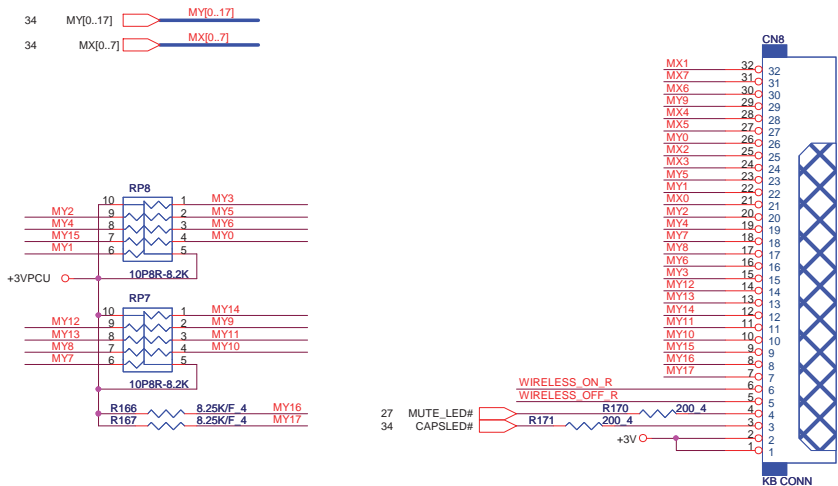 34 MY[0..17] MY[0..17]
34 MX[0..7] MX[0..7]
CN8
MX1 32 32
MX7 31 31
MX6 30 30
MY9 29 29
MX4 28 28
MX5 27 27
MY0 26 26
MX2 25 25
MX3 24 24
MY5 23 23
MY1 22 22
MX0 21 21
MY2 20 20
MY4 19 19
MY7 18 18
MY8 17 17
MY6 16 16
MY3 15 15
MY12 14 14
MY13 13 13
MY14 12 12
MY11 11 11
MY10 10 10
MY15 9 9
MY16 8 8
MY17 7 7
WIRELESS_ON_R 6 6
WIRELESS_OFF_R 5 5
27 MUTE_LED# R170 200_4 4 4
34 CAPSLED# R171 200_4 3 3
+3V 2 2
1 1
KB CONN
RP8
10 1 MY3
MY2 9 2 MY5
MY4 8 3 MY6
MY15 7 4 MY0
MY1 6 5
10P8R-8.2K
+3VPCU
RP7
10 1 MY14
MY12 9 2 MY9
MY13 8 3 MY11
MY8 7 4 MY10
MY7 6 5
10P8R-8.2K
R166 8.25K/F_4 MY16
R167 8.25K/F_4 MY17